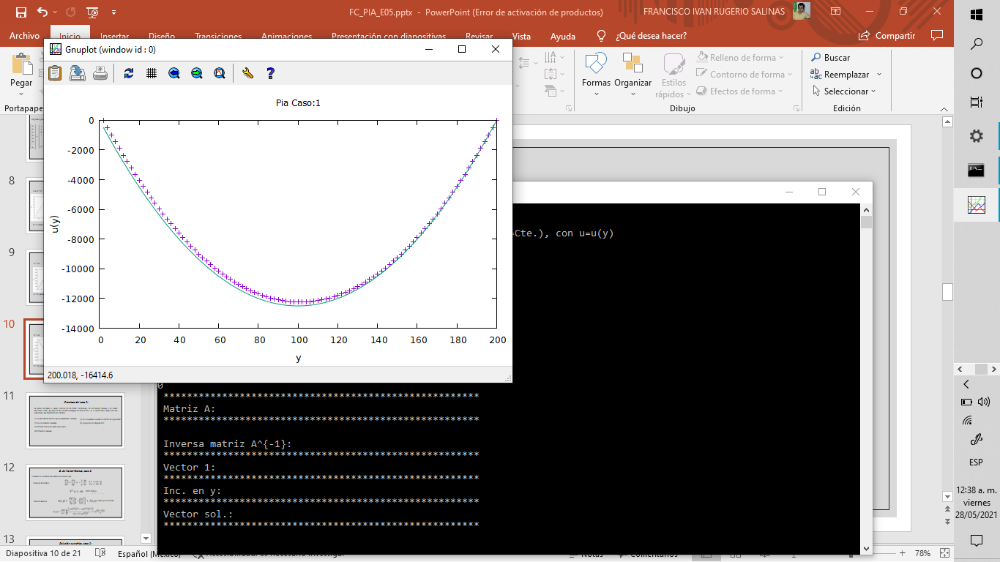 FC_PIA_E05.pptx - PowerPoint (Error de activación de productos)
FRANCISCO IVAN RUGERIO SALINAS
Archivo
Inicio
Insertar
Diseño
Transiciones
Animaciones
Presentación con diapositivas
Revisar
Vista
Ayuda
¿Qué desea hacer?
Compartir
Pegar
Portapape
Formas
Organizar
Estilos
rápidos
Relleno de forma
Contorno de forma
Efectos de forma
Dibujo
Buscar
Reemplazar
Seleccionar
Edición
Gnuplot (window id : 0)
Pia Caso:1
0
-2000
-4000
-6000
-8000
-10000
-12000
-14000
u(y)
0 20 40 60 80 100 120 140 160 180 200
y
200.018, -16414.6
8
9
10
11
12
13
=Cte.), con u=u(y)
0
******************************************************
Matriz A:
******************************************************
Inversa matriz A^{-1}:
******************************************************
Vector 1:
******************************************************
Inc. en y:
******************************************************
Vector sol.:
******************************************************
Diapositiva 10 de 21
Español (México)
Accesibilidad: es necesario investigar
Notas
Comentarios
78%
ESP
12:38 a. m.
viernes
28/05/2021